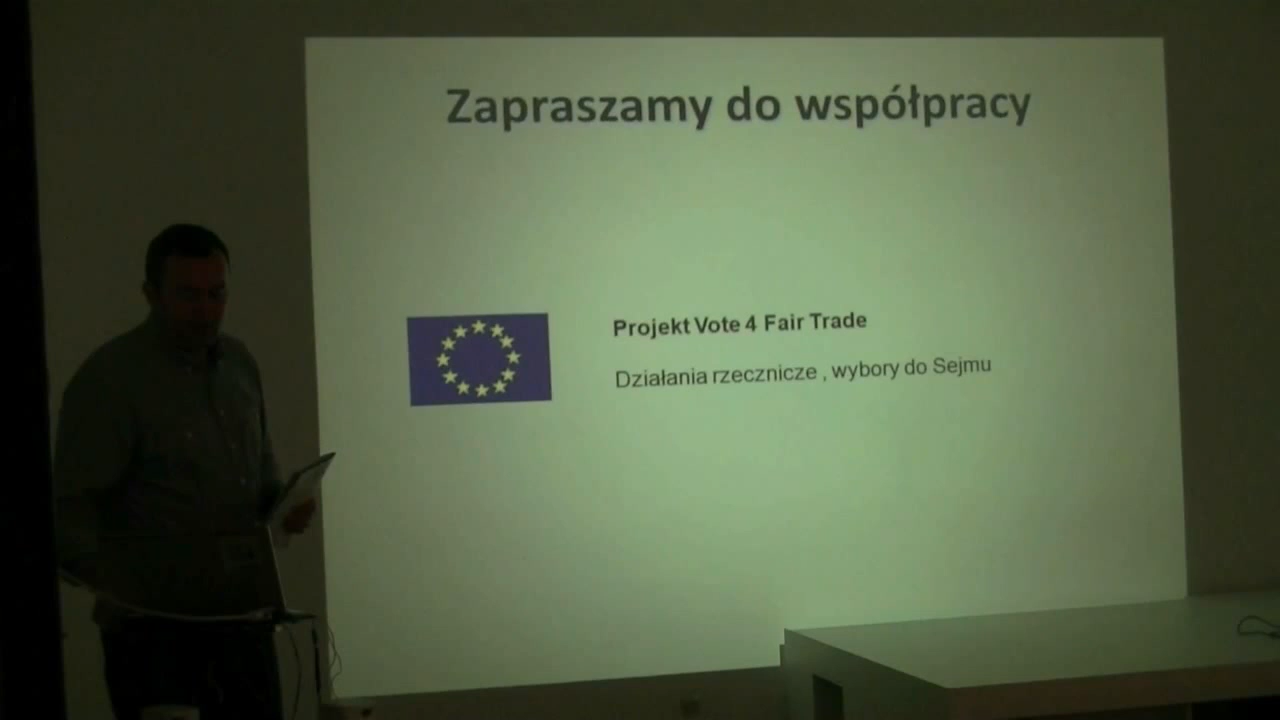 Zapraszamy do współpracy
Projekt Vote 4 Fair Trade
Działania rzecznicze , wybory do Sejmu